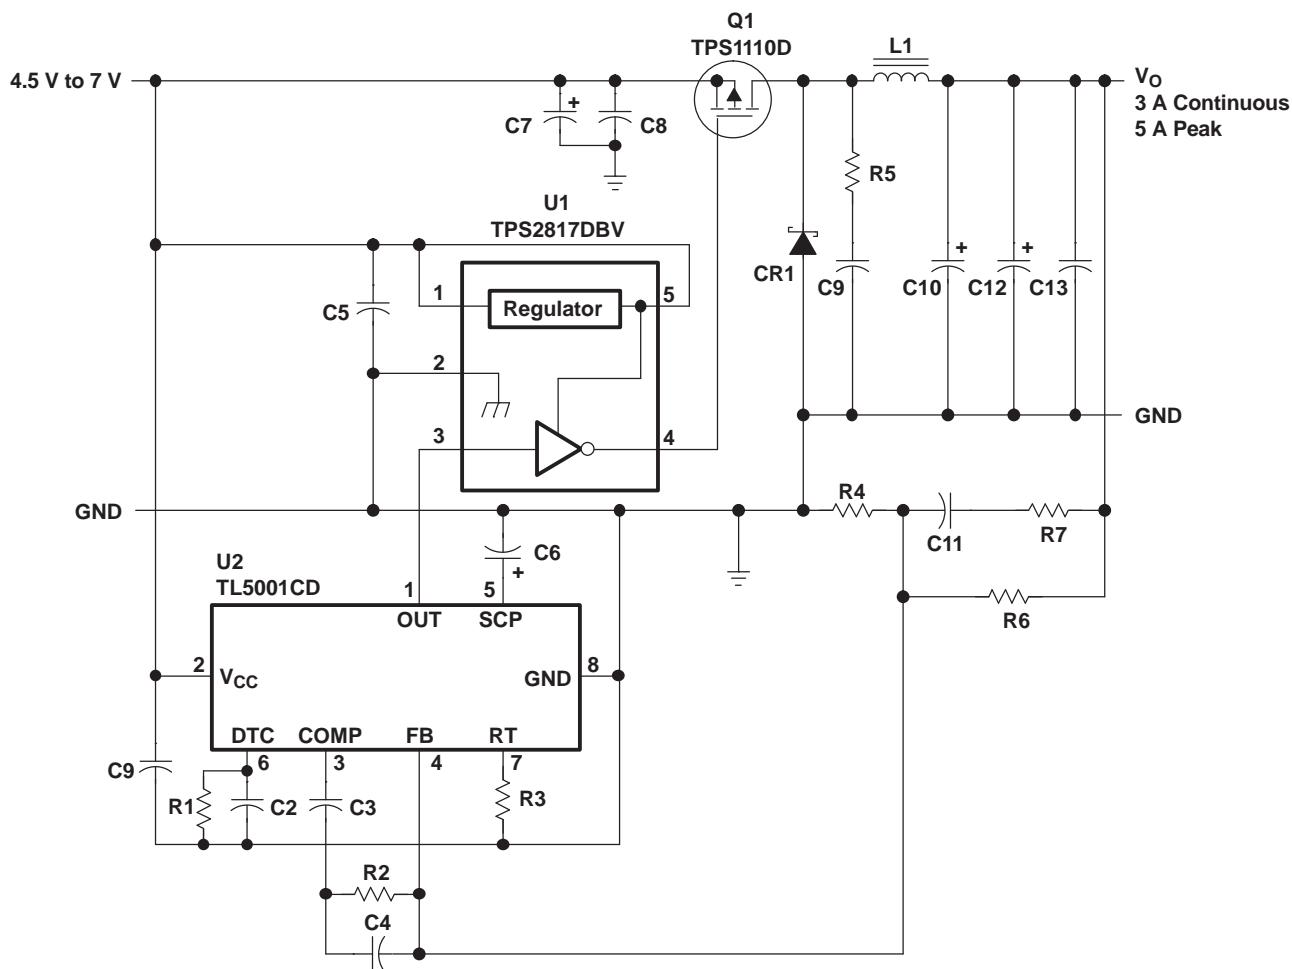 Q1
TPS1110D
L1
4.5 V to 7 V
VO
3 A Continuous
5 A Peak
+
C7
C8
R5
U1
TPS2817DBV
CR1
C9
+
C10
+
C12
C13
C5
1
Regulator
5
2
3
4
GND
GND
R4
C11
R7
R6
C6
+
U2
TL5001CD
1
5
OUT
SCP
2
VCC
GND
8
DTC
COMP
FB
RT
6
3
4
7
C9
R1
C2
C3
R3
R2
C4